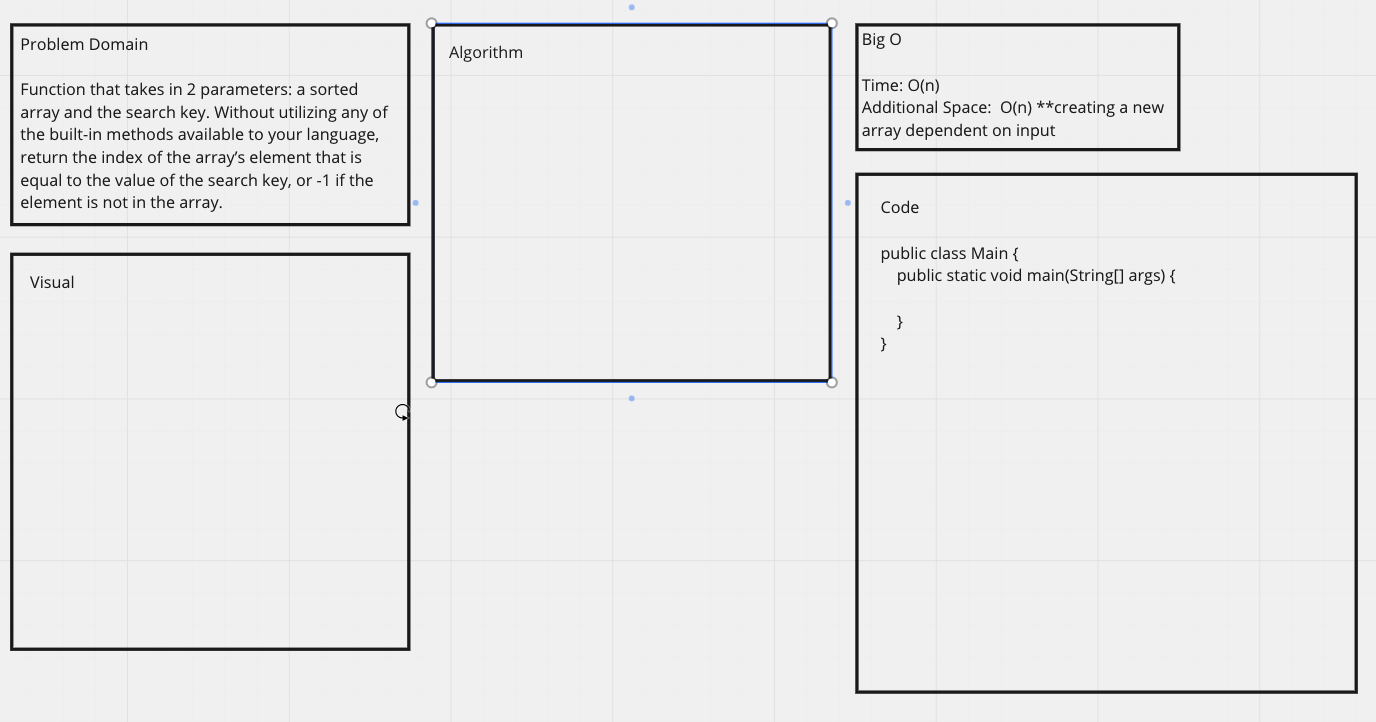 Problem Domain
Function that takes in 2 parameters: a sorted
array and the search key. Without utilizing any of
the built-in methods available to your language,
return the index of the array’s element that is
equal to the value of the search key, or -1 if the
element is not in the array.
Visual
Algorithm
Big O
Time: O(n)
Additional Space:  O(n) **creating a new
array dependent on input
Code
public class Main {
    public static void main(String[] args) {
    }
}